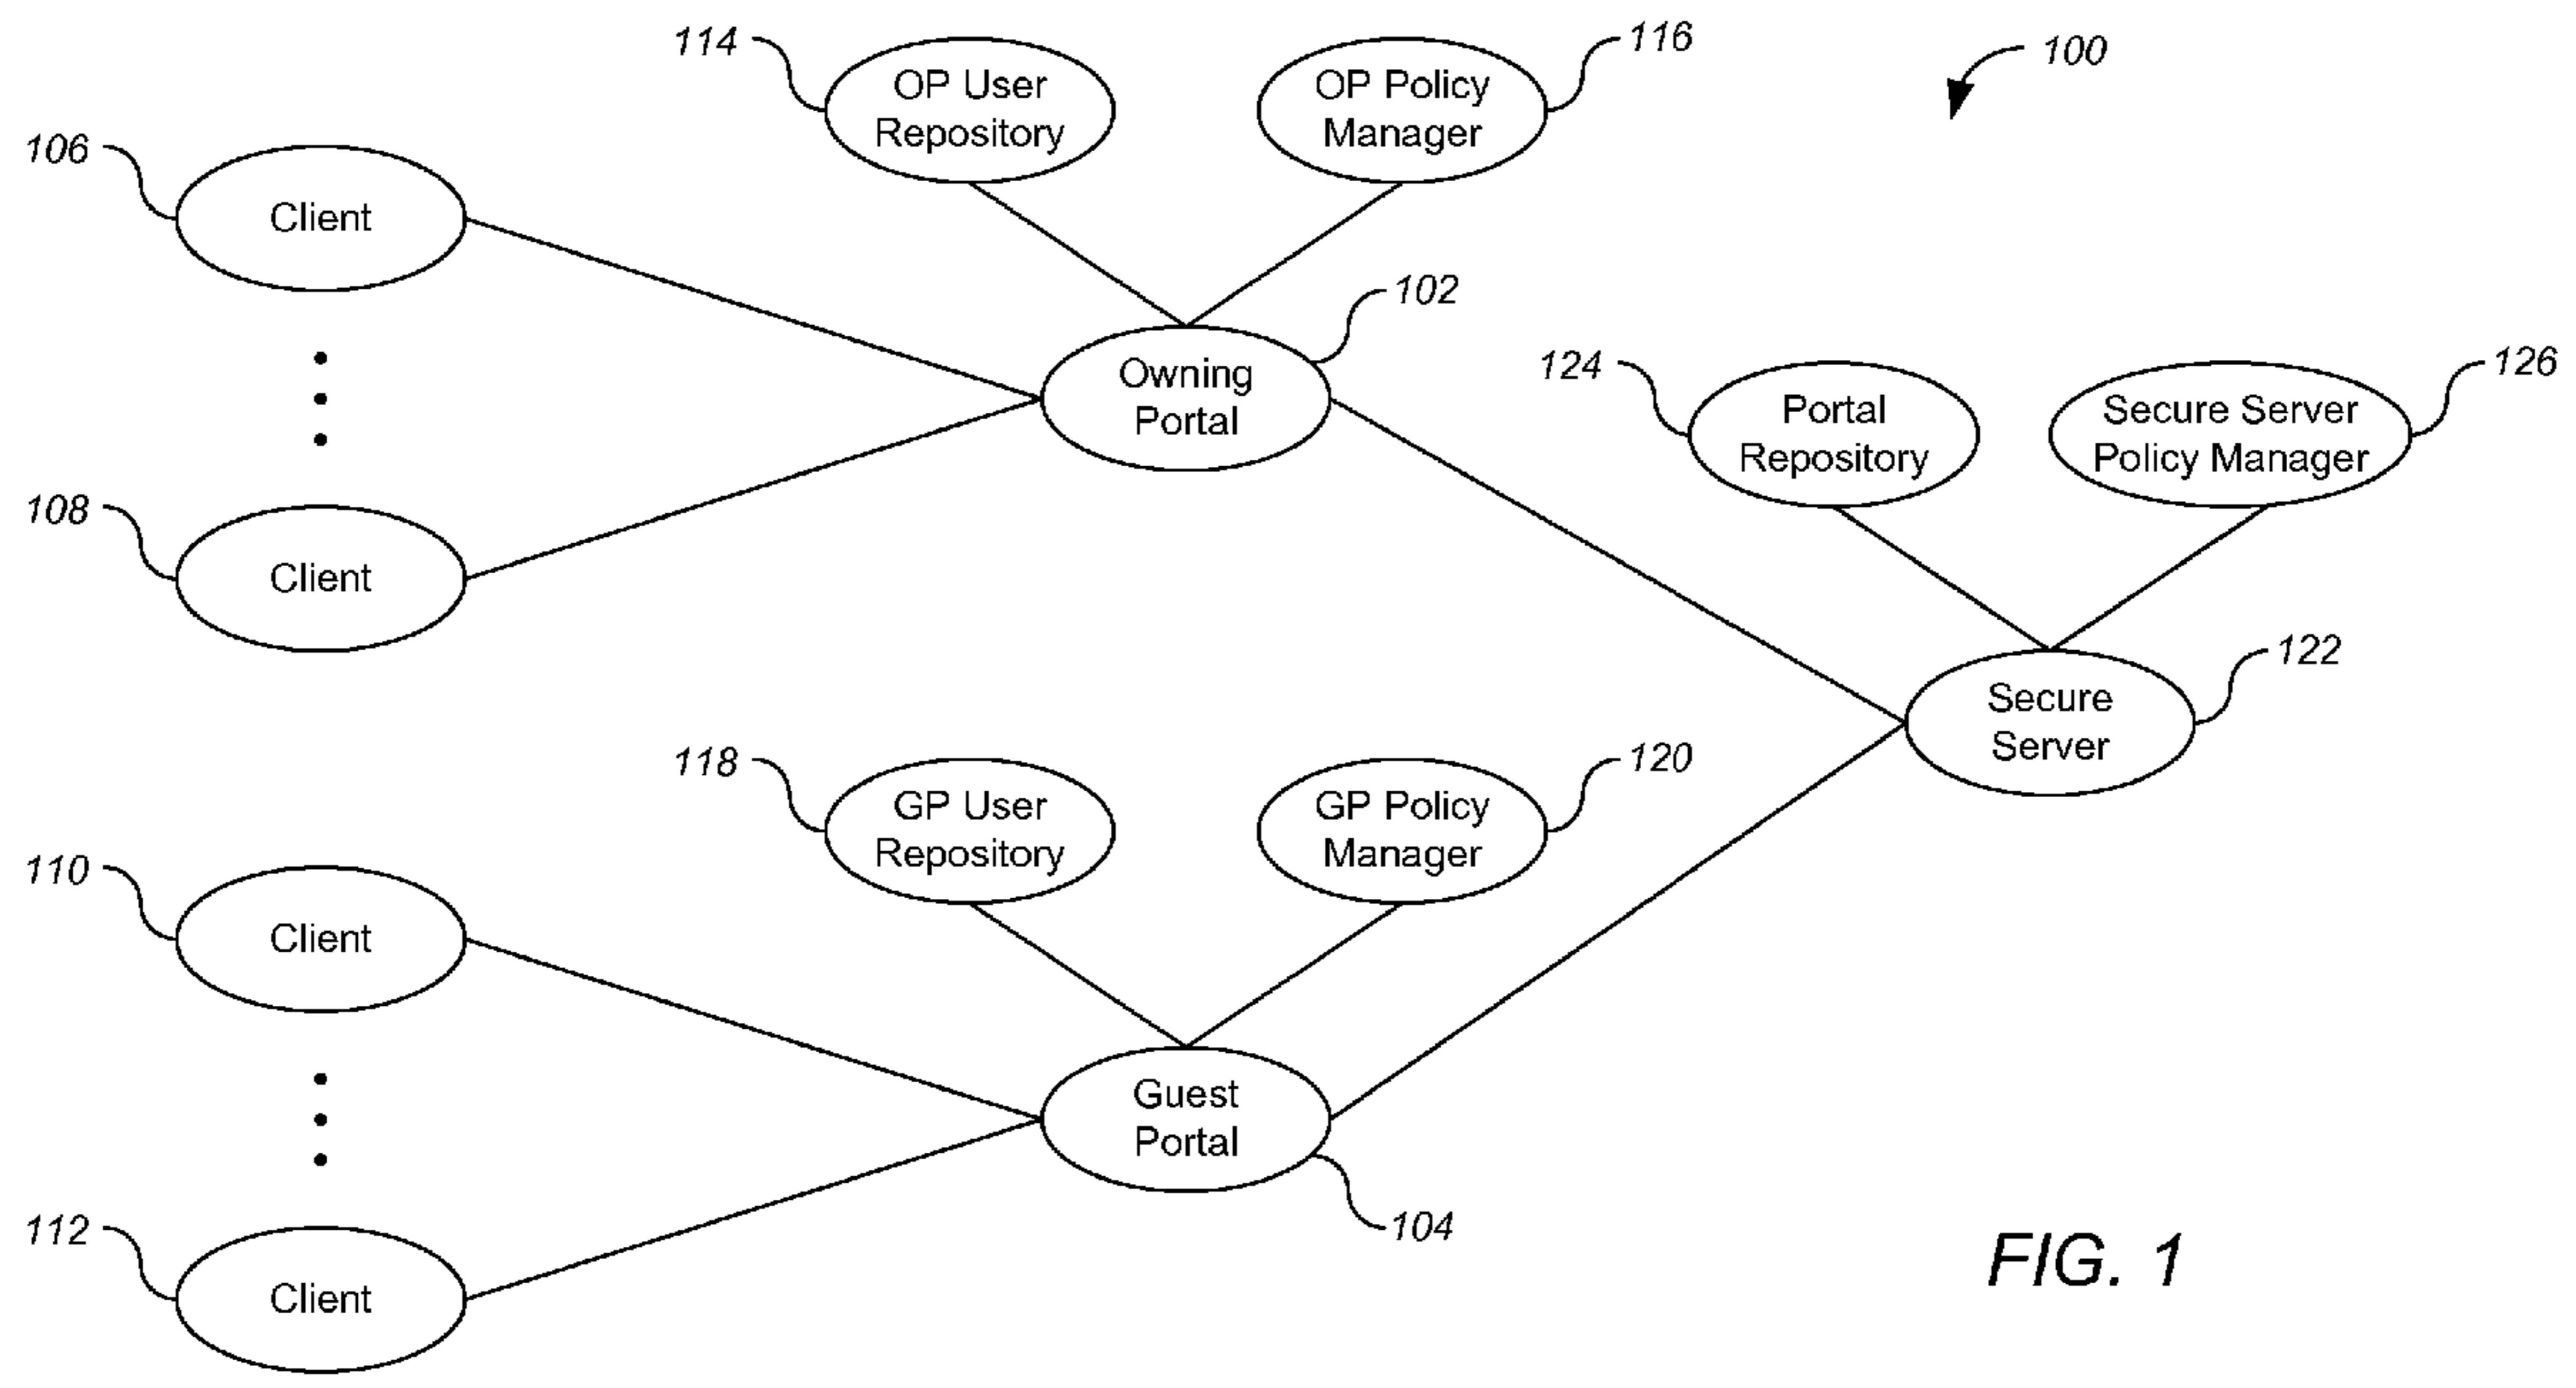 114
OP User
Repository
OP Policy
Manager
116
100
106
Client
102
Owning
Portal
124
Portal
Repository
Secure Server
Policy Manager
126
108
Client
122
Secure
Server
118
GP User
Repository
GP Policy
Manager
120
110
Client
Guest
Portal
104
112
Client
FIG. 1